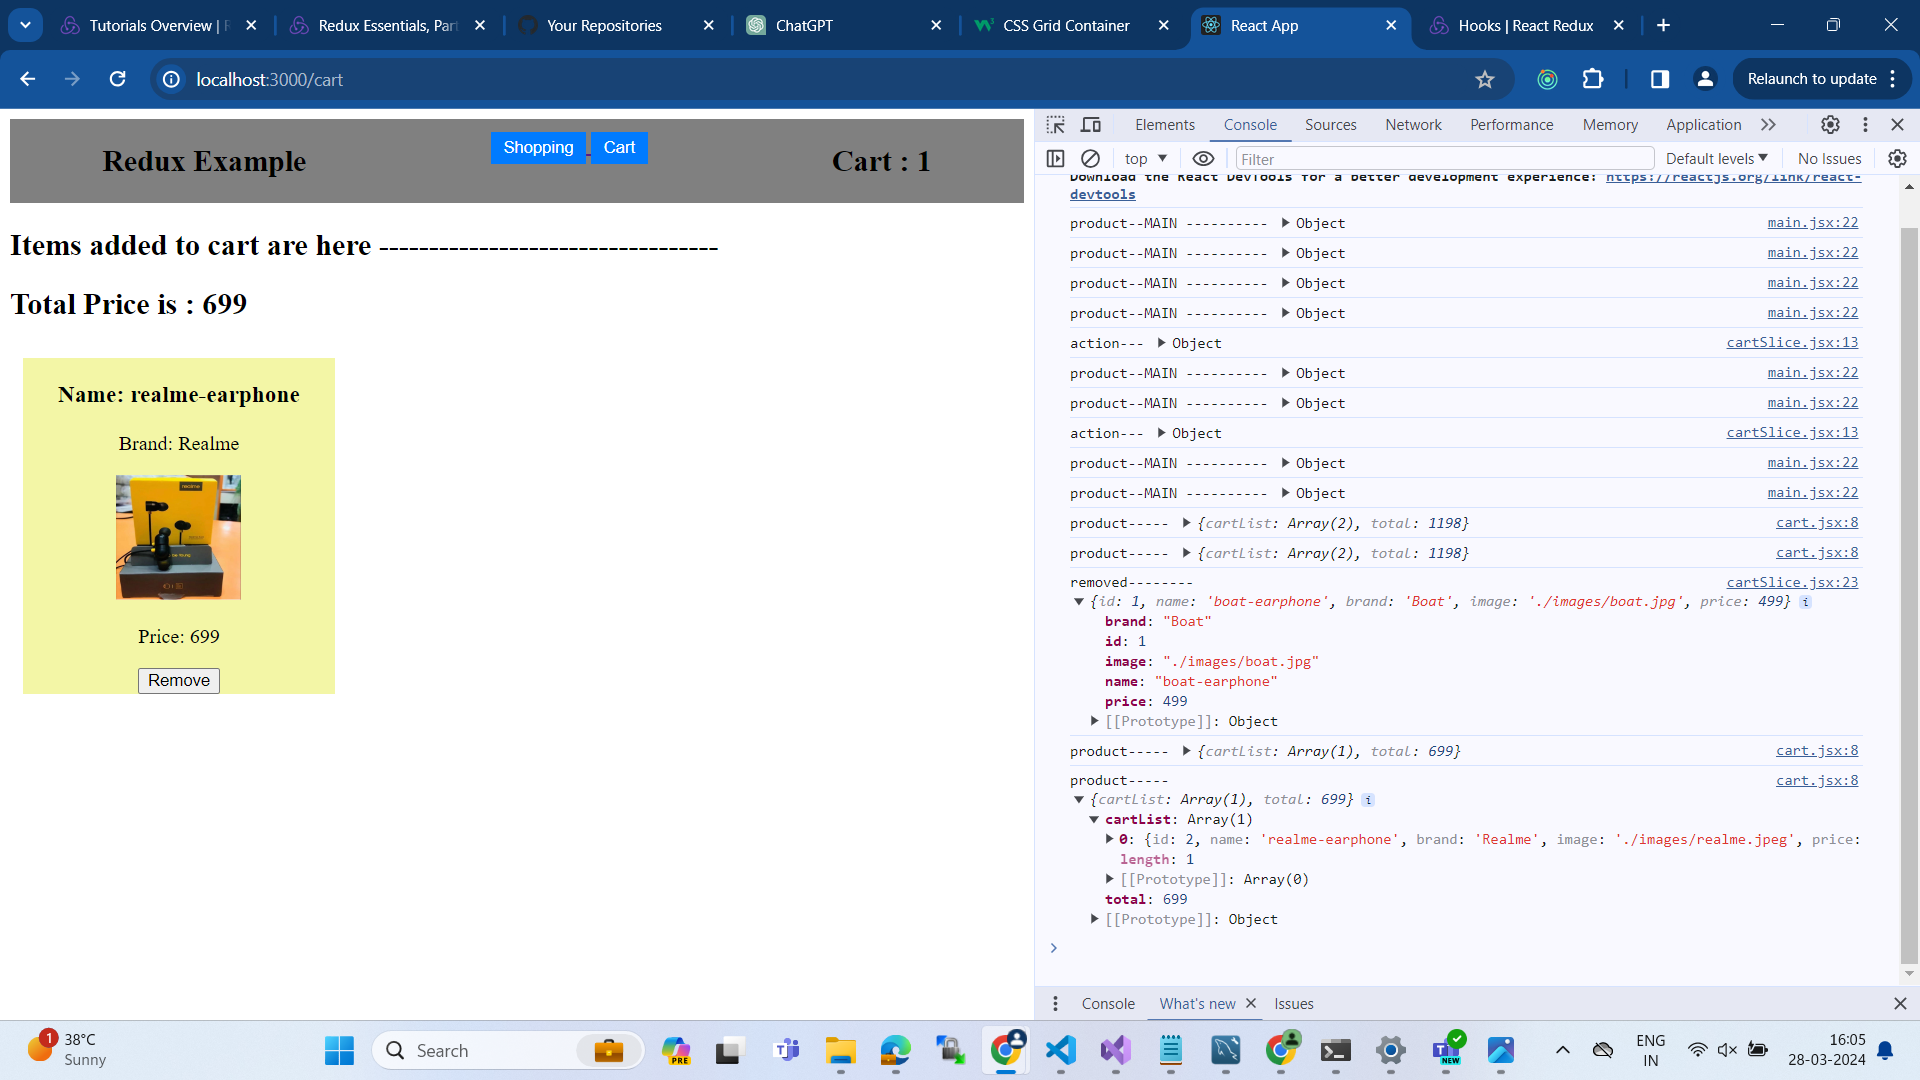 Tutorials Overview | R
Redux Essentials, Part
Your Repositories
ChatGPT
CSS Grid Container
React App
Hooks | React Redux
localhost:3000/cart
Relaunch to update
Redux Example
Shopping Cart
Cart : 1
Items added to cart are here ----------------------------------
Total Price is : 699
Name: realme-earphone
Brand: Realme
realme
Price: 699
Remove
Elements Console Sources Network Performance Memory Application
top Filter Default levels No Issues
Download the React DevTools for a better development experience: https://reactjs.org/link/react-
devtools
product--MAIN ---------- Object main.jsx:22
product--MAIN ---------- Object main.jsx:22
product--MAIN ---------- Object main.jsx:22
product--MAIN ---------- Object main.jsx:22
action--- Object cartSlice.jsx:13
product--MAIN ---------- Object main.jsx:22
product--MAIN ---------- Object main.jsx:22
action--- Object cartSlice.jsx:13
product--MAIN ---------- Object main.jsx:22
product--MAIN ---------- Object main.jsx:22
product----- {cartList: Array(2), total: 1198} cart.jsx:8
product----- {cartList: Array(2), total: 1198} cart.jsx:8
removed-------- cartSlice.jsx:23
{id: 1, name: 'boat-earphone', brand: 'Boat', image: './images/boat.jpg', price: 499} i
brand: "Boat"
id: 1
image: "./images/boat.jpg"
name: "boat-earphone"
price: 499
[[Prototype]]: Object
product----- {cartList: Array(1), total: 699} cart.jsx:8
product----- cart.jsx:8
{cartList: Array(1), total: 699} i
cartList: Array(1)
0: {id: 2, name: 'realme-earphone', brand: 'Realme', image: './images/realme.jpeg', price:
length: 1
[[Prototype]]: Array(0)
total: 699
[[Prototype]]: Object
Console What's new Issues
1
38°C
Sunny
Search
PRE
NEW
ENG
IN
16:05
28-03-2024